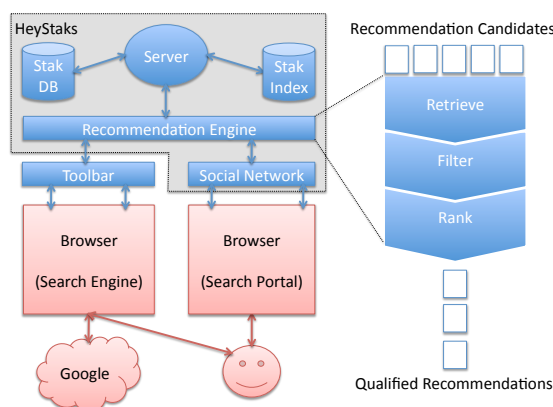 HeyStaks
Stak
DB
Server
Stak
Index
Recommendation Engine
Toolbar
Social Network
Browser
(Search Engine)
Browser
(Search Portal)
Google
Recommendation Candidates
Retrieve
Filter
Rank
Qualified Recommendations